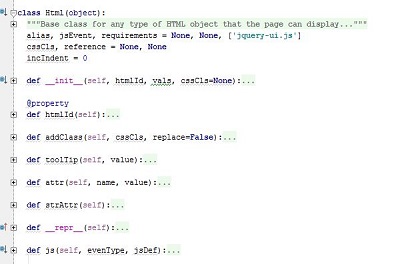 class Html(object):
"""Base class for any type of HTML object that the page can display..."""
alias, jsEvent, requirements = None, None, ['jquery-ui.js']
cssCls, reference = None, None
incIndent = 0
def __init__(self, htmlId, vals, cssCls=None):...
@property
def htmlId(self):...
def addClass(self, cssCls, replace=False):...
def toolTip(self, value):...
def attr(self, name, value):...
def strAttr(self):...
def __repr__(self):...
def js(self, evenType, jsDef):...